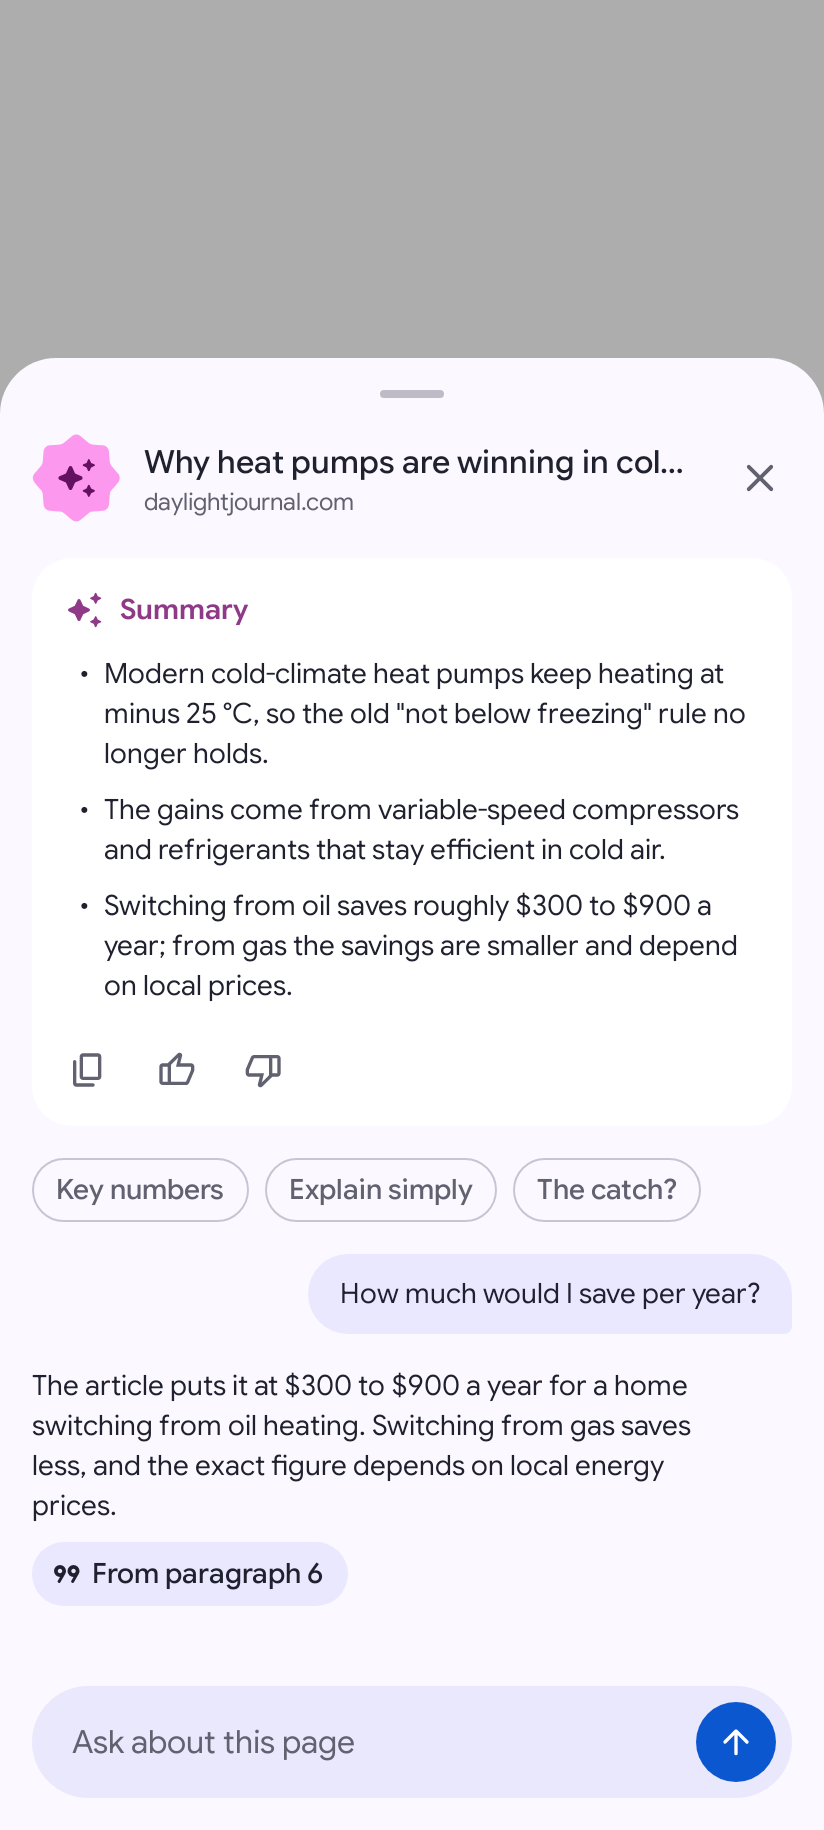 Why heat pumps are winning in col...
daylightjournal.com
Summary
• Modern cold-climate heat pumps keep heating at
minus 25 °C, so the old "not below freezing" rule no
longer holds.
• The gains come from variable-speed compressors
and refrigerants that stay efficient in cold air.
• Switching from oil saves roughly $300 to $900 a
year; from gas the savings are smaller and depend
on local prices.
Key numbers
Explain simply
The catch?
How much would I save per year?
The article puts it at $300 to $900 a year for a home
switching from oil heating. Switching from gas saves
less, and the exact figure depends on local energy
prices.
From paragraph 6
Ask about this page